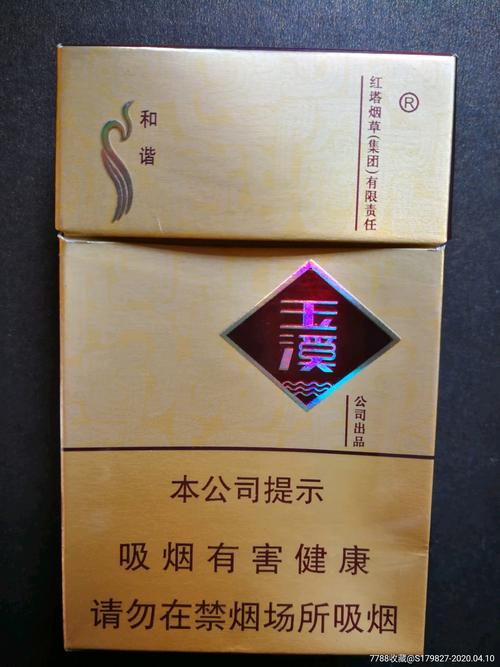 和谐
红塔烟草(集团)有限责任
®
玉溪
公司出品
本公司提示
吸烟有害健康
请勿在禁烟场所吸烟
7788收藏@S179827-2020.04.10